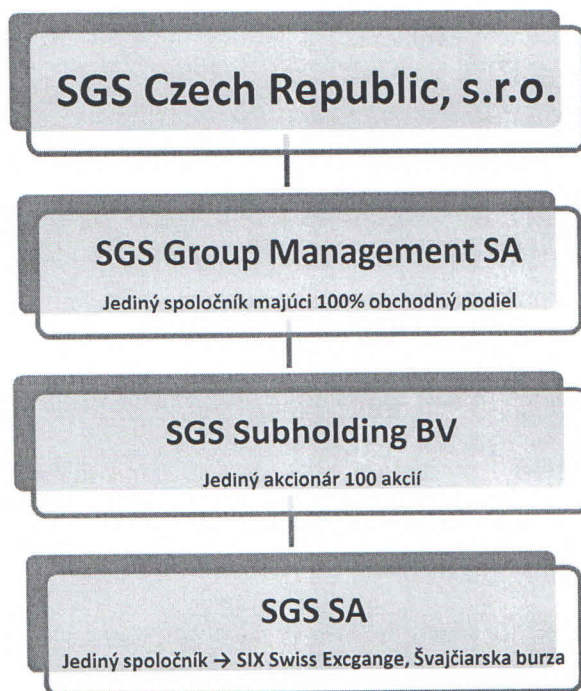 SGS Czech Republic, s.r.o.
SGS Group Management SA
Jediný spoločník majúci 100% obchodný podiel
SGS Subholding BV
Jediný akcionár 100 akcií
SGS SA
Jediný spoločník → SIX Swiss Excgange, Švajčiarska burza